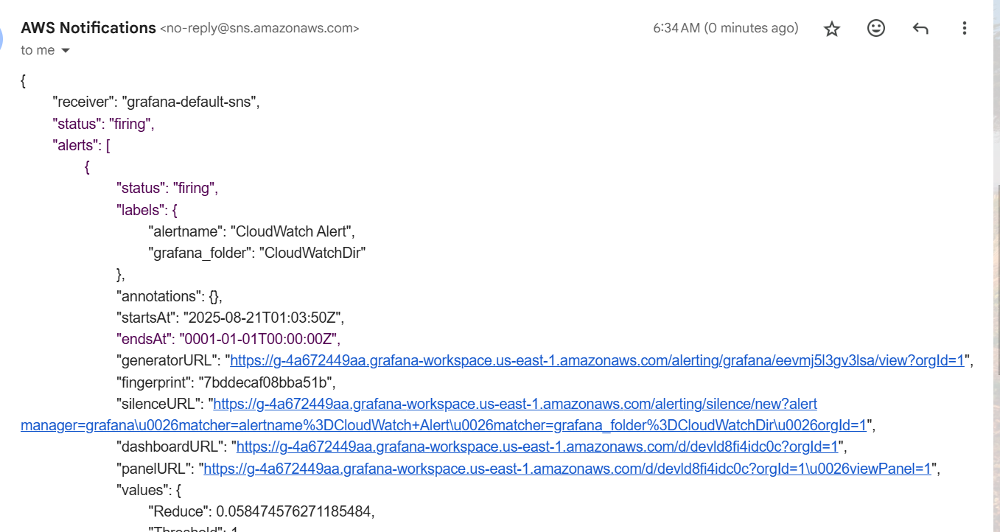 AWS Notifications <no-reply@sns.amazonaws.com> 6:34 AM (0 minutes ago)
to me
{
"receiver": "grafana-default-sns",
"status": "firing",
"alerts": [
{
"status": "firing",
"labels": {
"alertname": "CloudWatch Alert",
"grafana_folder": "CloudWatchDir"
},
"annotations": {},
"startsAt": "2025-08-21T01:03:50Z",
"endsAt": "0001-01-01T00:00:00Z",
"generatorURL": "https://g-4a672449aa.grafana-workspace.us-east-1.amazonaws.com/alerting/grafana/eevmj5l3gv3lsa/view?orgId=1",
"fingerprint": "7bddecaf08bba51b",
"silenceURL": "https://g-4a672449aa.grafana-workspace.us-east-1.amazonaws.com/alerting/silence/new?alert
manager=grafana\u0026matcher=alertname%3DCloudWatch+Alert\u0026matcher=grafana_folder%3DCloudWatchDir\u0026orgId=1",
"dashboardURL": "https://g-4a672449aa.grafana-workspace.us-east-1.amazonaws.com/d/devld8fi4idc0c?orgId=1",
"panelURL": "https://g-4a672449aa.grafana-workspace.us-east-1.amazonaws.com/d/devld8fi4idc0c?orgId=1\u0026viewPanel=1",
"values": {
"Reduce": 0.058474576271185484,
"Threshold": 1